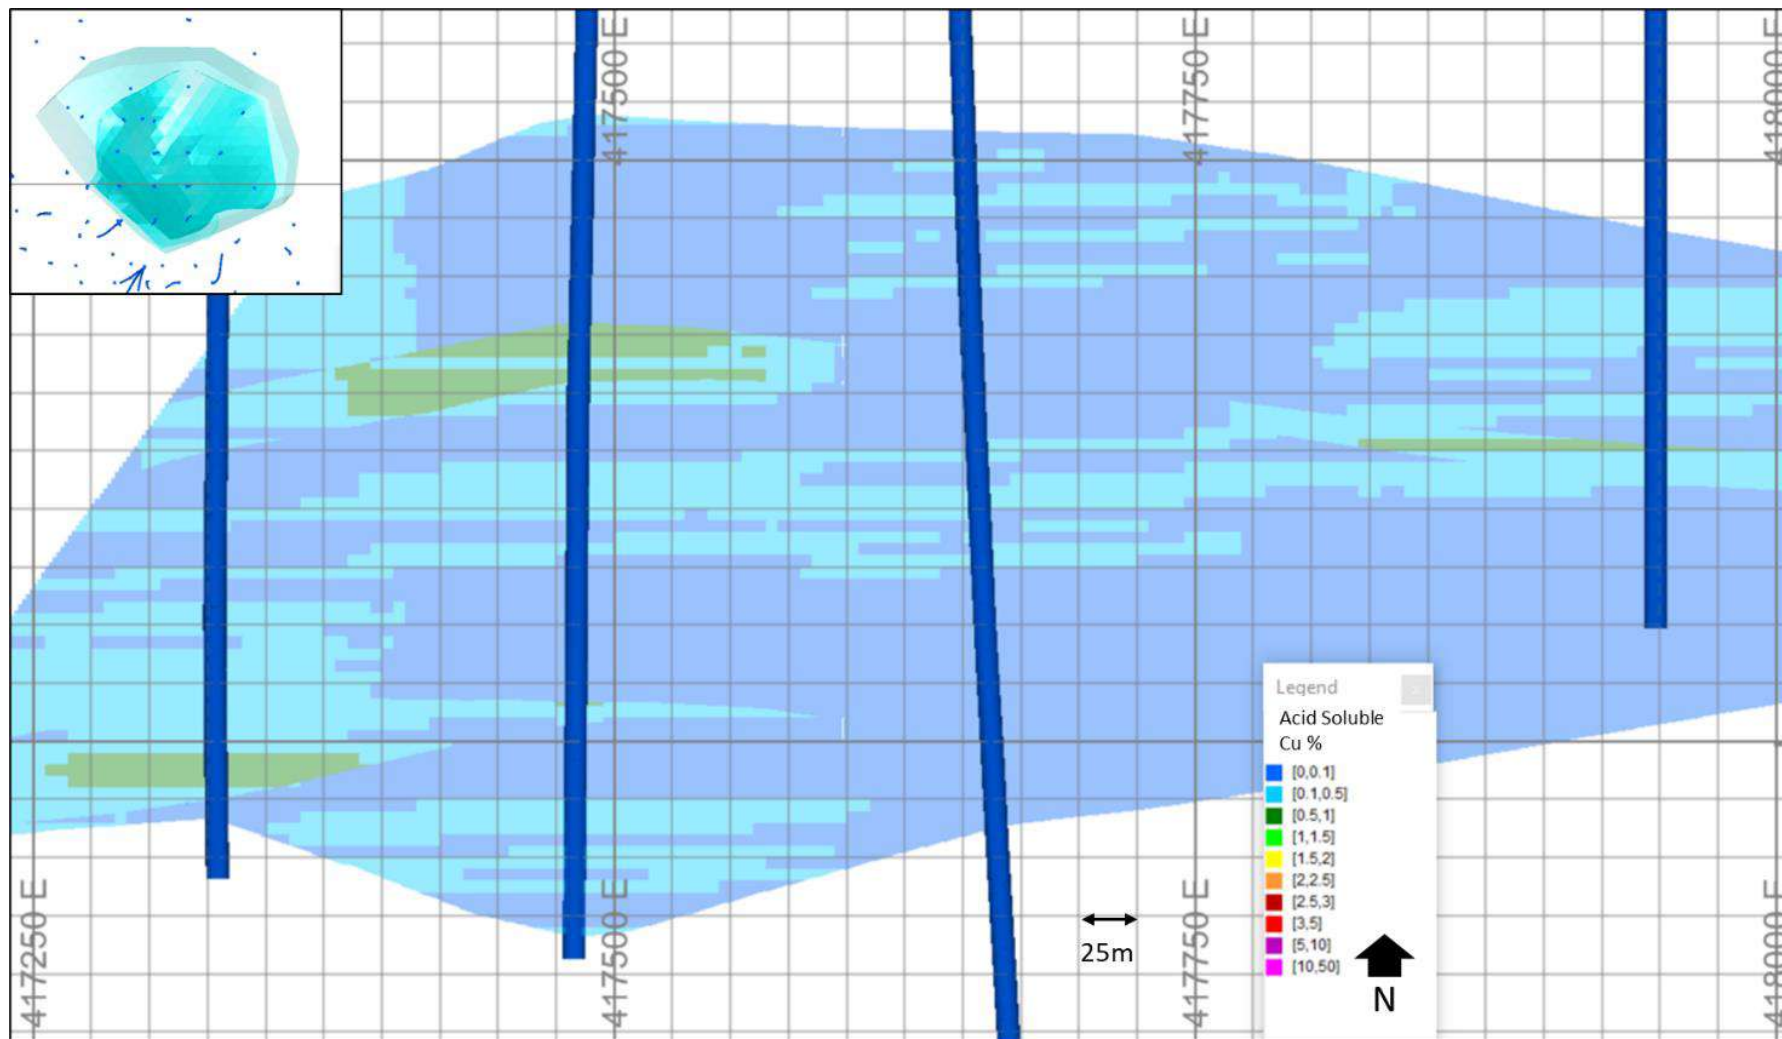 417500 E
417750 E
418000 E
Legend
Acid Soluble
Cu %
[0,0.1]
[0.1,0.5]
[0.5,1]
[1,1.5]
[1.5,2]
[2,2.5]
[2.5,3]
[3,5]
[5,10]
[10,50]
N
25m
417250 E
417500 E
417750 E
418000 E